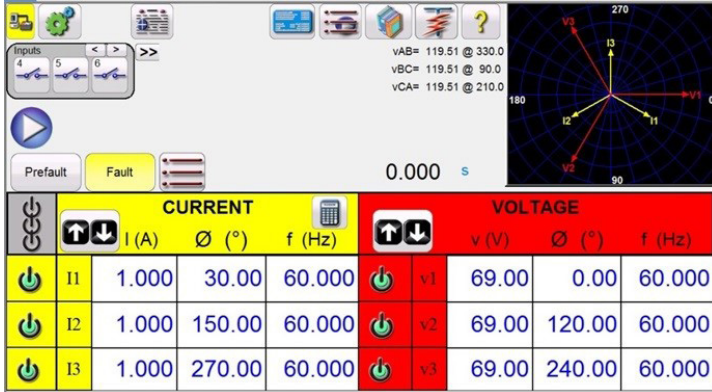 270
V3
I3
Inputs < > >>
4 5 6
vAB= 119.51 @ 330.0
vBC= 119.51 @ 90.0
vCA= 119.51 @ 210.0
180
V1
0
I2
I1
V2
90
?
Prefault Fault
0.000 s
CURRENT VOLTAGE
I (A) Ø (°) f (Hz) v (V) Ø (°) f (Hz)
I1 1.000 30.00 60.000 v1 69.00 0.00 60.000
I2 1.000 150.00 60.000 v2 69.00 120.00 60.000
I3 1.000 270.00 60.000 v3 69.00 240.00 60.000